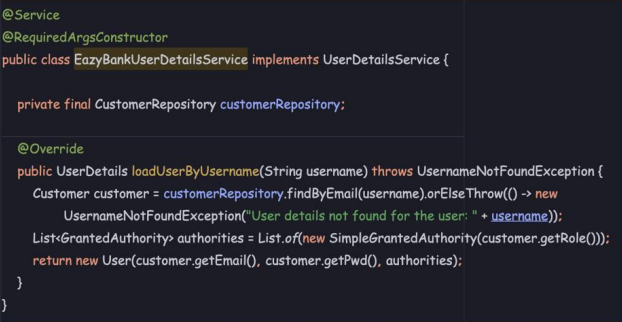 @Service
@RequiredArgsConstructor
public class EazyBankUserDetailsService implements UserDetailsService {
private final CustomerRepository customerRepository;
@Override
public UserDetails loadUserByUsername(String username) throws UsernameNotFoundException {
Customer customer = customerRepository.findByEmail(username).orElseThrow(() -> new
UsernameNotFoundException("User details not found for the user: " + username));
List<GrantedAuthority> authorities = List.of(new SimpleGrantedAuthority(customer.getRole()));
return new User(customer.getEmail(), customer.getPwd(), authorities);
}
}